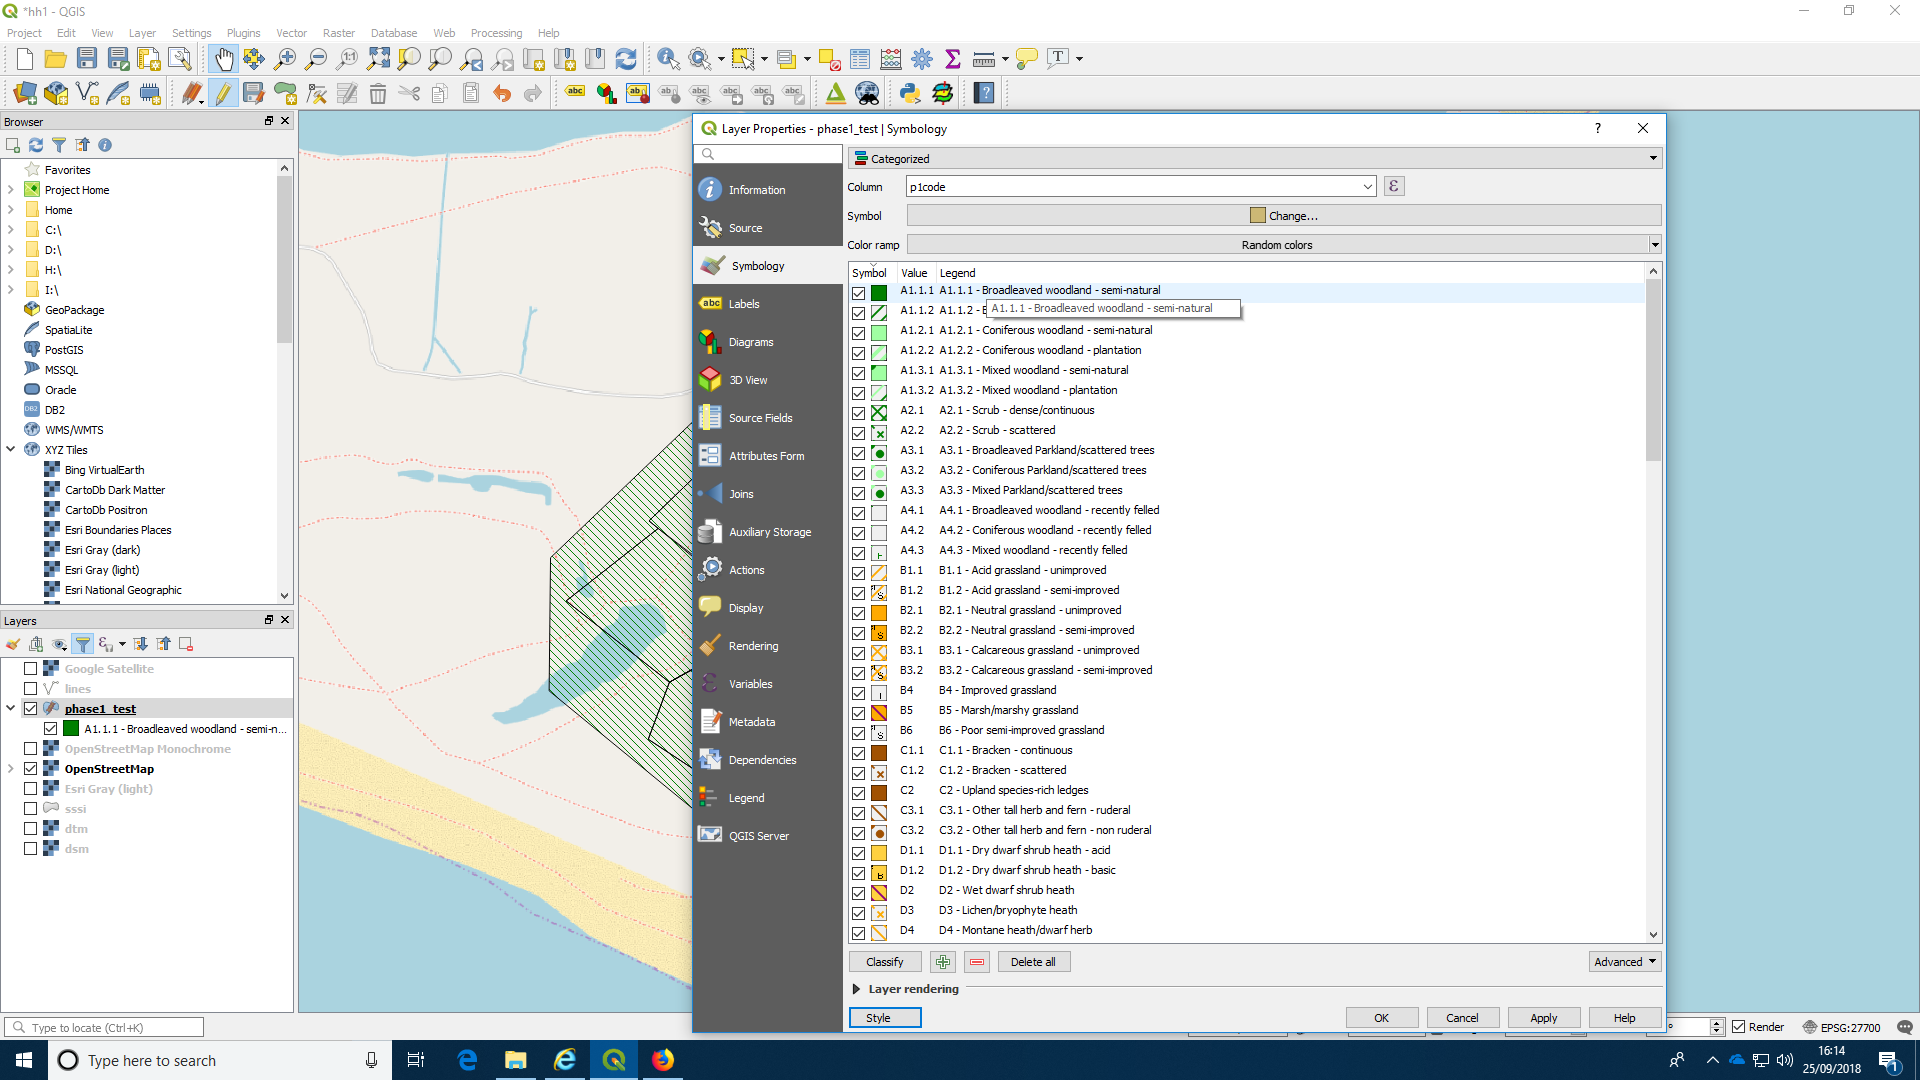 *hh1 - QGIS
Project Edit View Layer Settings Plugins Vector Raster Database Web Processing Help
Browser
Favorites
Project Home
Home
C:\
D:\
H:\
I:\
GeoPackage
SpatiaLite
PostGIS
MSSQL
Oracle
DB2
WMS/WMTS
XYZ Tiles
Bing VirtualEarth
CartoDb Dark Matter
CartoDb Positron
Esri Boundaries Places
Esri Gray (dark)
Esri Gray (light)
Esri National Geographic
Layers
Google Satellite
lines
phase1_test
A1.1.1 - Broadleaved woodland - semi-n...
OpenStreetMap Monochrome
OpenStreetMap
Esri Gray (light)
sssi
dtm
dsm
Type to locate (Ctrl+K)
Layer Properties - phase1_test | Symbology
Information
Source
Symbology
Labels
Diagrams
3D View
Source Fields
Attributes Form
Joins
Auxiliary Storage
Actions
Display
Rendering
Variables
Metadata
Dependencies
Legend
QGIS Server
Categorized
Column p1code
Symbol Change...
Color ramp Random colors
Symbol Value Legend
A1.1.1 A1.1.1 - Broadleaved woodland - semi-natural
A1.1.2 A1.1.2 - B
A1.1.1 - Broadleaved woodland - semi-natural
A1.2.1 A1.2.1 - Coniferous woodland - semi-natural
A1.2.2 A1.2.2 - Coniferous woodland - plantation
A1.3.1 A1.3.1 - Mixed woodland - semi-natural
A1.3.2 A1.3.2 - Mixed woodland - plantation
A2.1 A2.1 - Scrub - dense/continuous
A2.2 A2.2 - Scrub - scattered
A3.1 A3.1 - Broadleaved Parkland/scattered trees
A3.2 A3.2 - Coniferous Parkland/scattered trees
A3.3 A3.3 - Mixed Parkland/scattered trees
A4.1 A4.1 - Broadleaved woodland - recently felled
A4.2 A4.2 - Coniferous woodland - recently felled
A4.3 A4.3 - Mixed woodland - recently felled
B1.1 B1.1 - Acid grassland - unimproved
B1.2 B1.2 - Acid grassland - semi-improved
B2.1 B2.1 - Neutral grassland - unimproved
B2.2 B2.2 - Neutral grassland - semi-improved
B3.1 B3.1 - Calcareous grassland - unimproved
B3.2 B3.2 - Calcareous grassland - semi-improved
B4 B4 - Improved grassland
B5 B5 - Marsh/marshy grassland
B6 B6 - Poor semi-improved grassland
C1.1 C1.1 - Bracken - continuous
C1.2 C1.2 - Bracken - scattered
C2 C2 - Upland species-rich ledges
C3.1 C3.1 - Other tall herb and fern - ruderal
C3.2 C3.2 - Other tall herb and fern - non ruderal
D1.1 D1.1 - Dry dwarf shrub heath - acid
D1.2 D1.2 - Dry dwarf shrub heath - basic
D2 D2 - Wet dwarf shrub heath
D3 D3 - Lichen/bryophyte heath
D4 D4 - Montane heath/dwarf herb
Classify Delete all Advanced
Layer rendering
Style OK Cancel Apply Help
Render EPSG:27700
Type here to search
16:14
25/09/2018